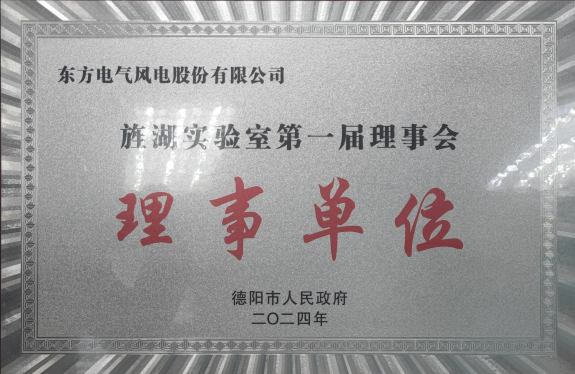 东方电气风电股份有限公司
旌湖实验室第一届理事会
理事单位
德阳市人民政府
二〇二四年